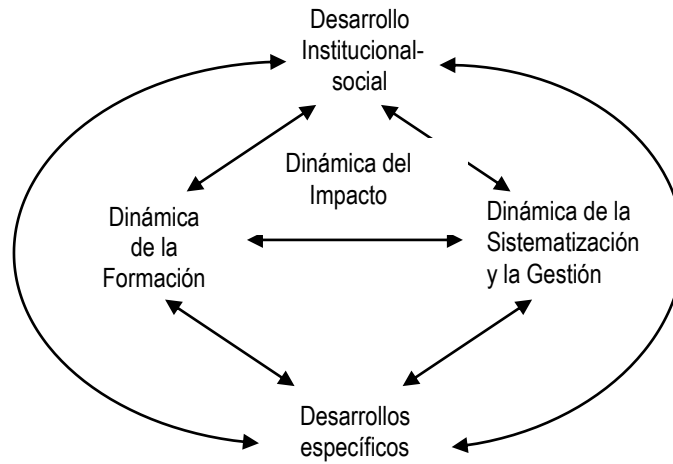 Desarrollo
Institucional-
social
Dinámica del
Impacto
Dinámica
de la
Formación
Dinámica de la
Sistematización
y la Gestión
Desarrollos
específicos